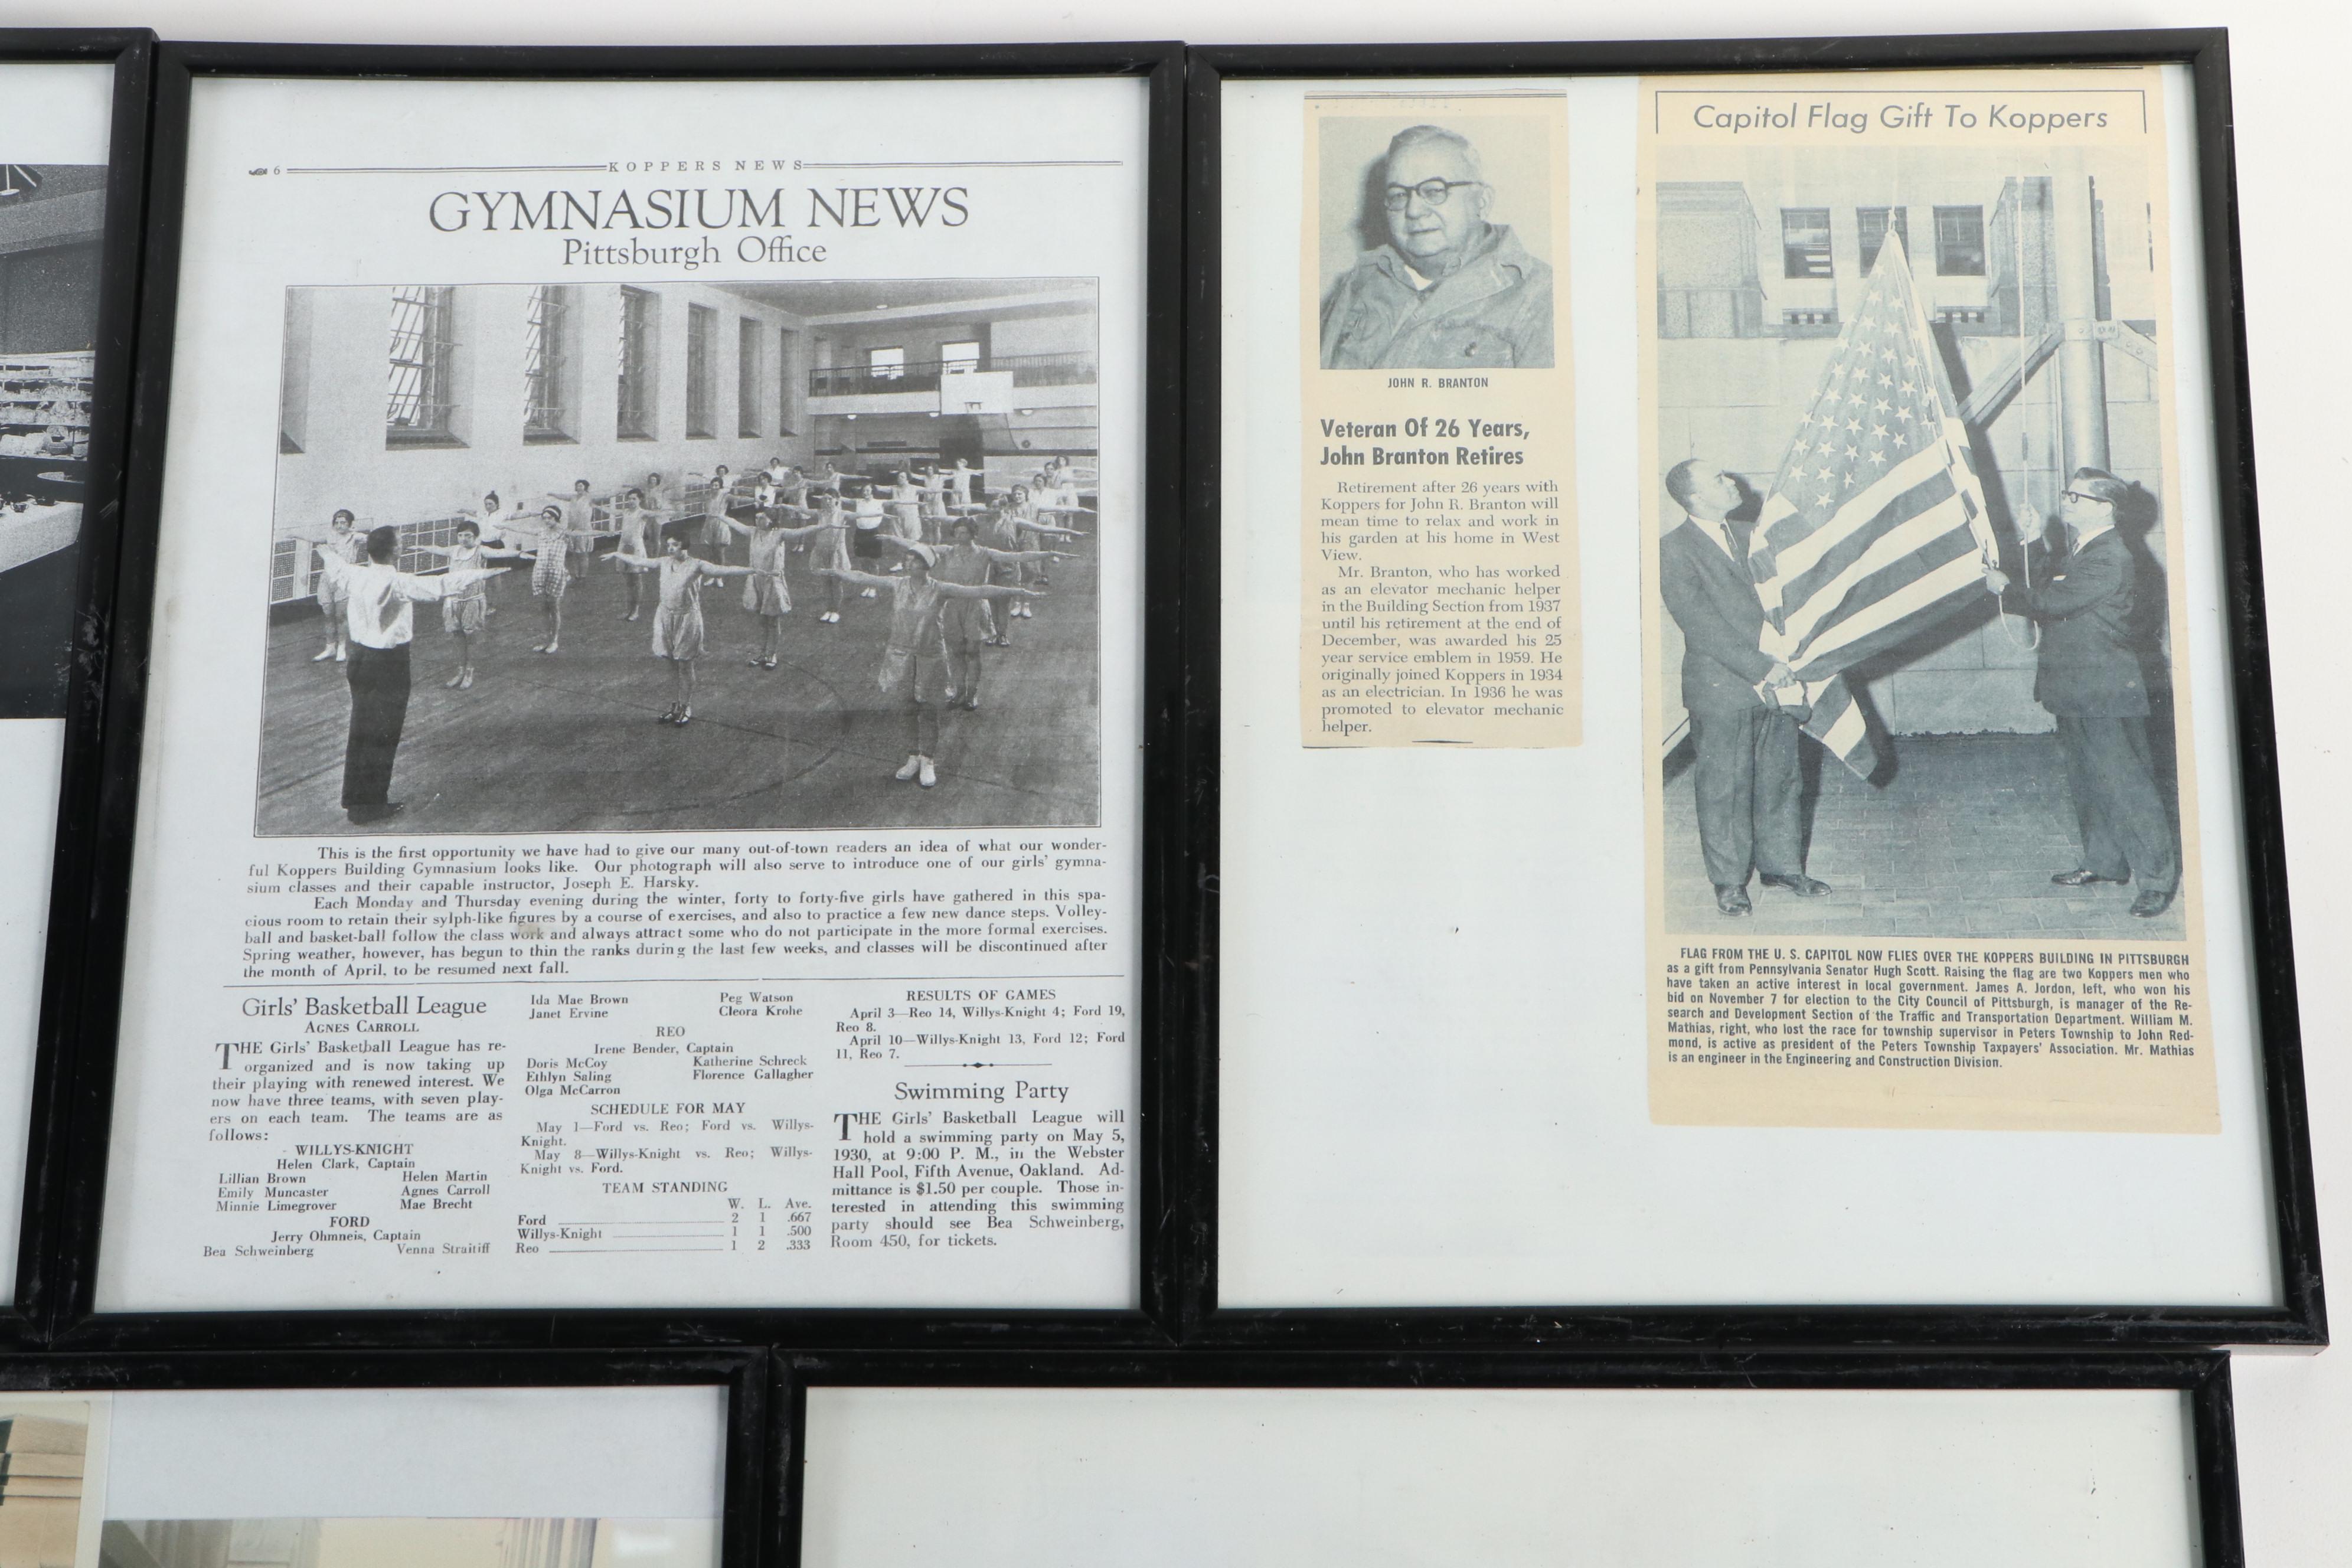 6 KOPPERS NEWS
GYMNASIUM NEWS
Pittsburgh Office
This is the first opportunity we have had to give our many out-of-town readers an idea of what our wonder-
ful Koppers Building Gymnasium looks like. Our photograph will also serve to introduce one of our girls' gymna-
sium classes and their capable instructor, Joseph E. Harsky.
Each Monday and Thursday evening during the winter, forty to forty-five girls have gathered in this spa-
cious room to retain their sylph-like figures by a course of exercises, and also to practice a few new dance steps. Volley-
ball and basket-ball follow the class work and always attract some who do not participate in the more formal exercises.
Spring weather, however, has begun to thin the ranks during the last few weeks, and classes will be discontinued after
the month of April, to be resumed next fall.
Girls' Basketball League
AGNES CARROLL
THE Girls' Basketball League has re-
organized and is now taking up
their playing with renewed interest. We
now have three teams, with seven play-
ers on each team. The teams are as
follows:
WILLYS-KNIGHT
Helen Clark, Captain
Lillian Brown Helen Martin
Emily Muncaster Agnes Carroll
Minnie Limegrover Mae Brecht
FORD
Jerry Ohmneis, Captain
Bea Schweinberg Venna Straitiff
Ida Mae Brown Peg Watson
Janet Ervine Cleora Krohe
REO
Irene Bender, Captain
Doris McCoy Katherine Schreck
Ethlyn Saling Florence Gallagher
Olga McCarron
SCHEDULE FOR MAY
May 1—Ford vs. Reo; Ford vs. Willys-
Knight.
May 8—Willys-Knight vs. Reo; Willys-
Knight vs. Ford.
TEAM STANDING
W. L. Ave.
Ford 2 1 .667
Willys-Knight 1 1 .500
Reo 1 2 .333
RESULTS OF GAMES
April 3—Reo 14, Willys-Knight 4; Ford 19,
Reo 8.
April 10—Willys-Knight 13, Ford 12; Ford
11, Reo 7.
Swimming Party
THE Girls' Basketball League will
hold a swimming party on May 5,
1930, at 9:00 P. M., in the Webster
Hall Pool, Fifth Avenue, Oakland. Ad-
mittance is $1.50 per couple. Those in-
terested in attending this swimming
party should see Bea Schweinberg,
Room 450, for tickets.
JOHN R. BRANTON
Veteran Of 26 Years,
John Branton Retires
Retirement after 26 years with
Koppers for John R. Branton will
mean time to relax and work in
his garden at his home in West
View.
Mr. Branton, who has worked
as an elevator mechanic helper
in the Building Section from 1937
until his retirement at the end of
December, was awarded his 25
year service emblem in 1959. He
originally joined Koppers in 1934
as an electrician. In 1936 he was
promoted to elevator mechanic
helper.
Capitol Flag Gift To Koppers
FLAG FROM THE U. S. CAPITOL NOW FLIES OVER THE KOPPERS BUILDING IN PITTSBURGH
as a gift from Pennsylvania Senator Hugh Scott. Raising the flag are two Koppers men who
have taken an active interest in local government. James A. Jordon, left, who won his
bid on November 7 for election to the City Council of Pittsburgh, is manager of the Re-
search and Development Section of the Traffic and Transportation Department. William M.
Mathias, right, who lost the race for township supervisor in Peters Township to John Red-
mond, is active as president of the Peters Township Taxpayers' Association. Mr. Mathias
is an engineer in the Engineering and Construction Division.